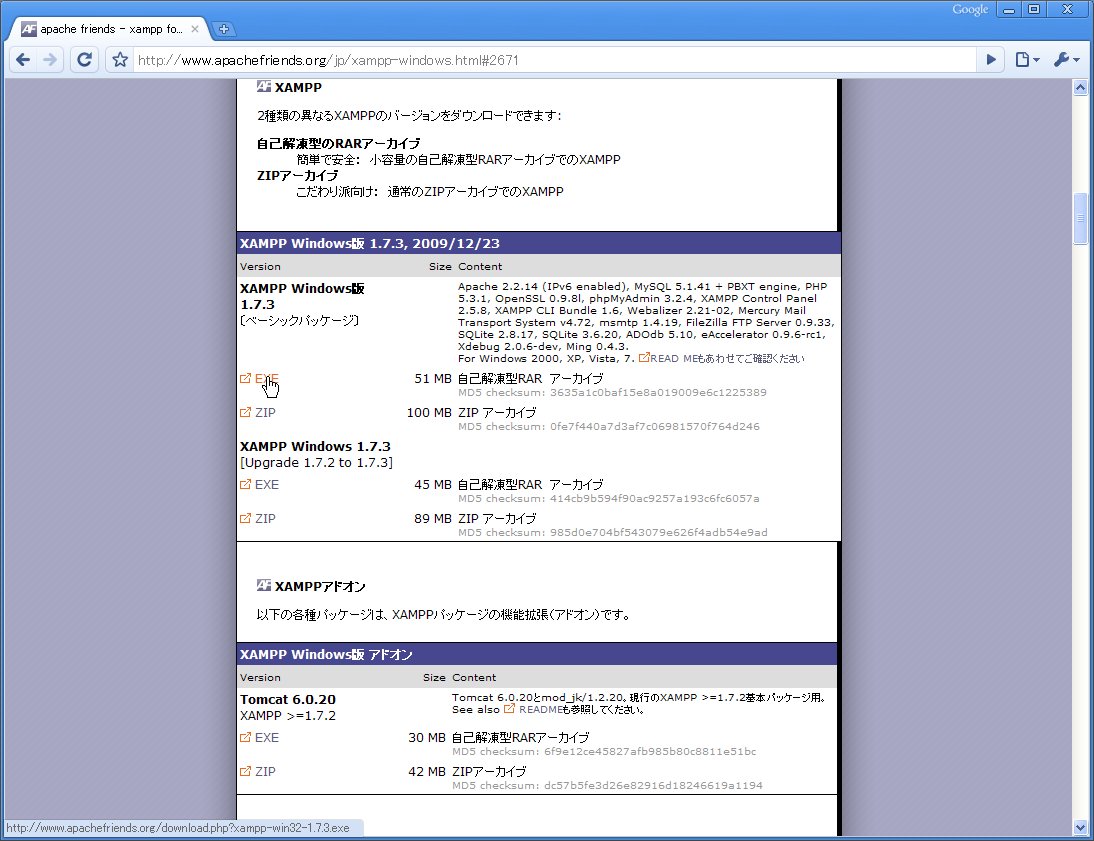 Google
apache friends - xampp fo...
http://www.apachefriends.org/jp/xampp-windows.html#2671
XAMPP
2種類の異なるXAMPPのバージョンをダウンロードできます:
自己解凍型のRARアーカイブ
簡単で安全: 小容量の自己解凍型RARアーカイブでのXAMPP
ZIPアーカイブ
こだわり派向け: 通常のZIPアーカイブでのXAMPP
XAMPP Windows版 1.7.3, 2009/12/23
Version Size Content
XAMPP Windows版
1.7.3
[ベーシックパッケージ]
Apache 2.2.14 (IPv6 enabled), MySQL 5.1.41 + PBXT engine, PHP
5.3.1, OpenSSL 0.9.8l, phpMyAdmin 3.2.4, XAMPP Control Panel
2.5.8, XAMPP CLI Bundle 1.6, Webalizer 2.21-02, Mercury Mail
Transport System v4.72, msmtp 1.4.19, FileZilla FTP Server 0.9.33,
SQLite 2.8.17, SQLite 3.6.20, ADOdb 5.10, eAccelerator 0.9.6-rc1,
Xdebug 2.0.6-dev, Ming 0.4.3.
For Windows 2000, XP, Vista, 7. READ MEもあわせてご確認ください
EXE 51 MB 自己解凍型RAR アーカイブ
MD5 checksum: 3635a1c0baf15e8a019009e6c1225389
ZIP 100 MB ZIP アーカイブ
MD5 checksum: 0fe7f440a7d3af7c06981570f764d246
XAMPP Windows 1.7.3
[Upgrade 1.7.2 to 1.7.3]
EXE 45 MB 自己解凍型RAR アーカイブ
MD5 checksum: 414cb9b594f90ac9257a193c6fc6057a
ZIP 89 MB ZIP アーカイブ
MD5 checksum: 985d0e704bf543079e626f4adb54e9ad
XAMPPアドオン
以下の各種パッケージは、XAMPPパッケージの機能拡張(アドオン)です。
XAMPP Windows版 アドオン
Version Size Content
Tomcat 6.0.20
XAMPP >=1.7.2
Tomcat 6.0.20とmod_jk/1.2.20。現行のXAMPP >=1.7.2基本パッケージ用。
See also READMEも参照してください。
EXE 30 MB 自己解凍型RARアーカイブ
MD5 checksum: 6f9e12ce45827afb985b80c8811e51bc
ZIP 42 MB ZIPアーカイブ
MD5 checksum: dc57b5fe3d26e82916d18246619a1194
http://www.apachefriends.org/download.php?xampp-win32-1.7.3.exe